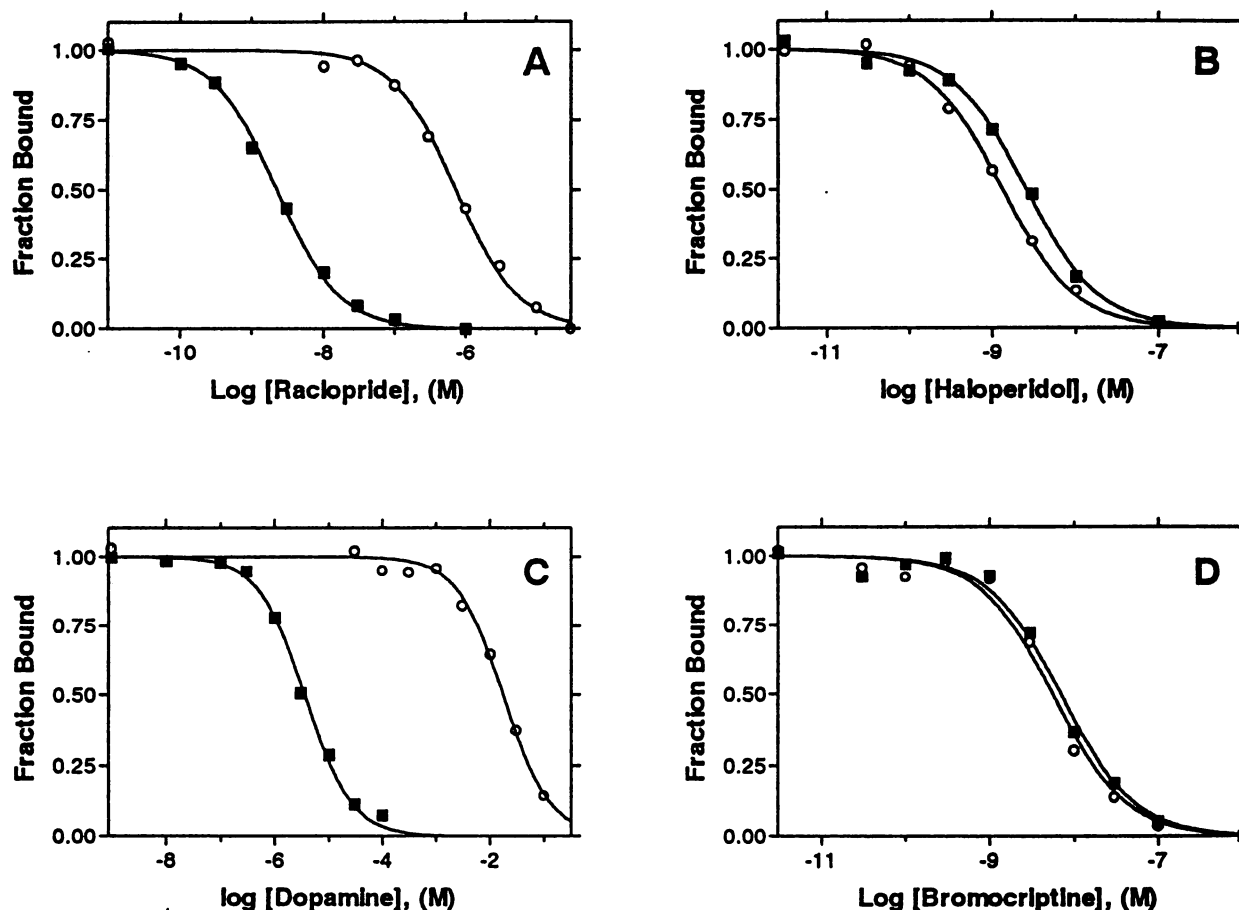 A
1.00
0.75
0.50
0.25
0.00
Fraction Bound
-10
-8
-6
Log [Raclopride], (M)
B
1.00
0.75
0.50
0.25
0.00
Fraction Bound
-11
-9
-7
log [Haloperidol], (M)
C
1.00
0.75
0.50
0.25
0.00
Fraction Bound
-8
-6
-4
-2
log [Dopamine], (M)
D
1.00
0.75
0.50
0.25
0.00
Fraction Bound
-11
-9
-7
Log [Bromocriptine], (M)